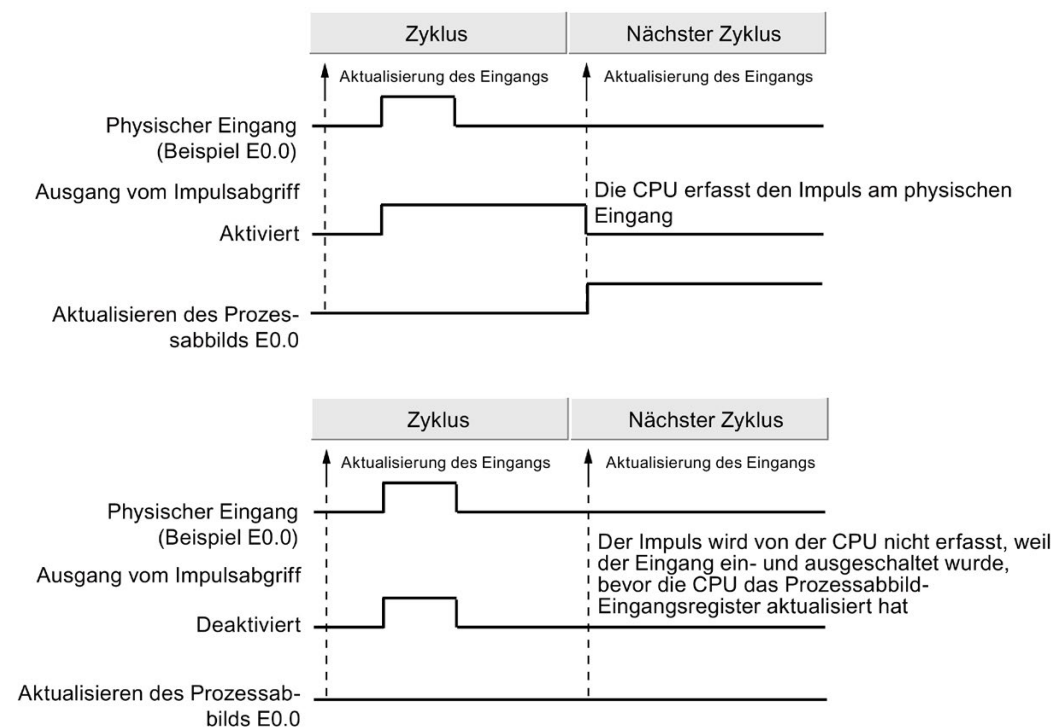 Zyklus
Nächster Zyklus
Aktualisierung des Eingangs
Aktualisierung des Eingangs
Physischer Eingang
(Beispiel E0.0)
Ausgang vom Impulsabgriff
Die CPU erfasst den Impuls am physischen
Eingang
Aktiviert
Aktualisieren des Prozes-
sabbilds E0.0
Zyklus
Nächster Zyklus
Aktualisierung des Eingangs
Aktualisierung des Eingangs
Physischer Eingang
(Beispiel E0.0)
Der Impuls wird von der CPU nicht erfasst, weil
der Eingang ein- und ausgeschaltet wurde,
bevor die CPU das Prozessabbild-
Eingangsregister aktualisiert hat
Ausgang vom Impulsabgriff
Deaktiviert
Aktualisieren des Prozessab-
bilds E0.0